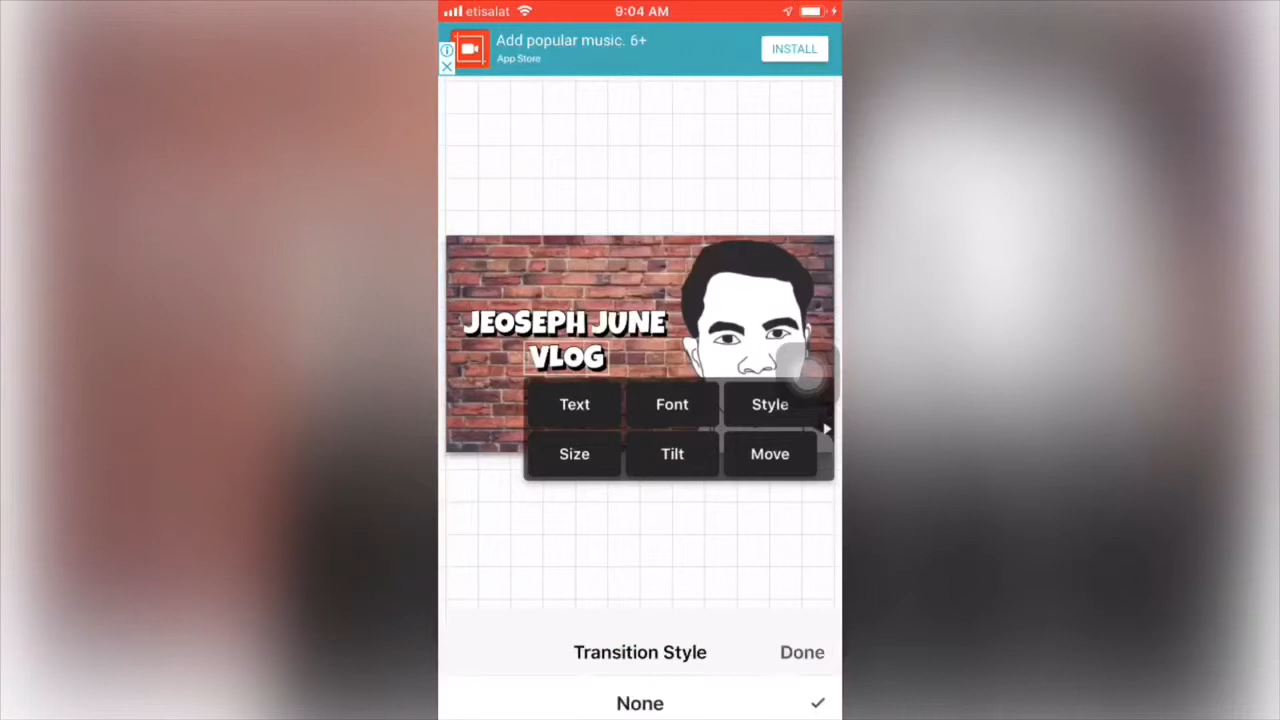 etisalat
9:04 AM
Add popular music. 6+
App Store
INSTALL
JEOSEPH JUNE
VLOG
Text Font Style
Size Tilt Move
Transition Style Done
None